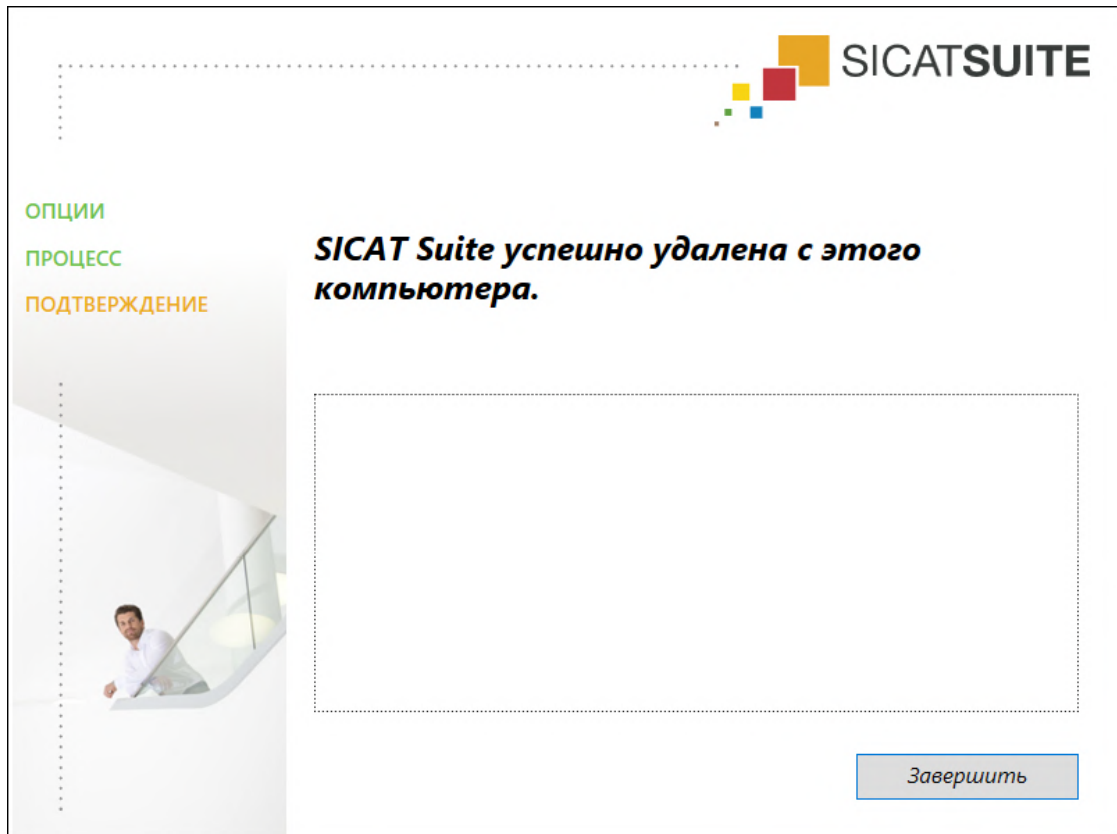 SICATSUITE
ОПЦИИ
ПРОЦЕСС
ПОДТВЕРЖДЕНИЕ
SICAT Suite успешно удалена с этого
компьютера.
Завершить